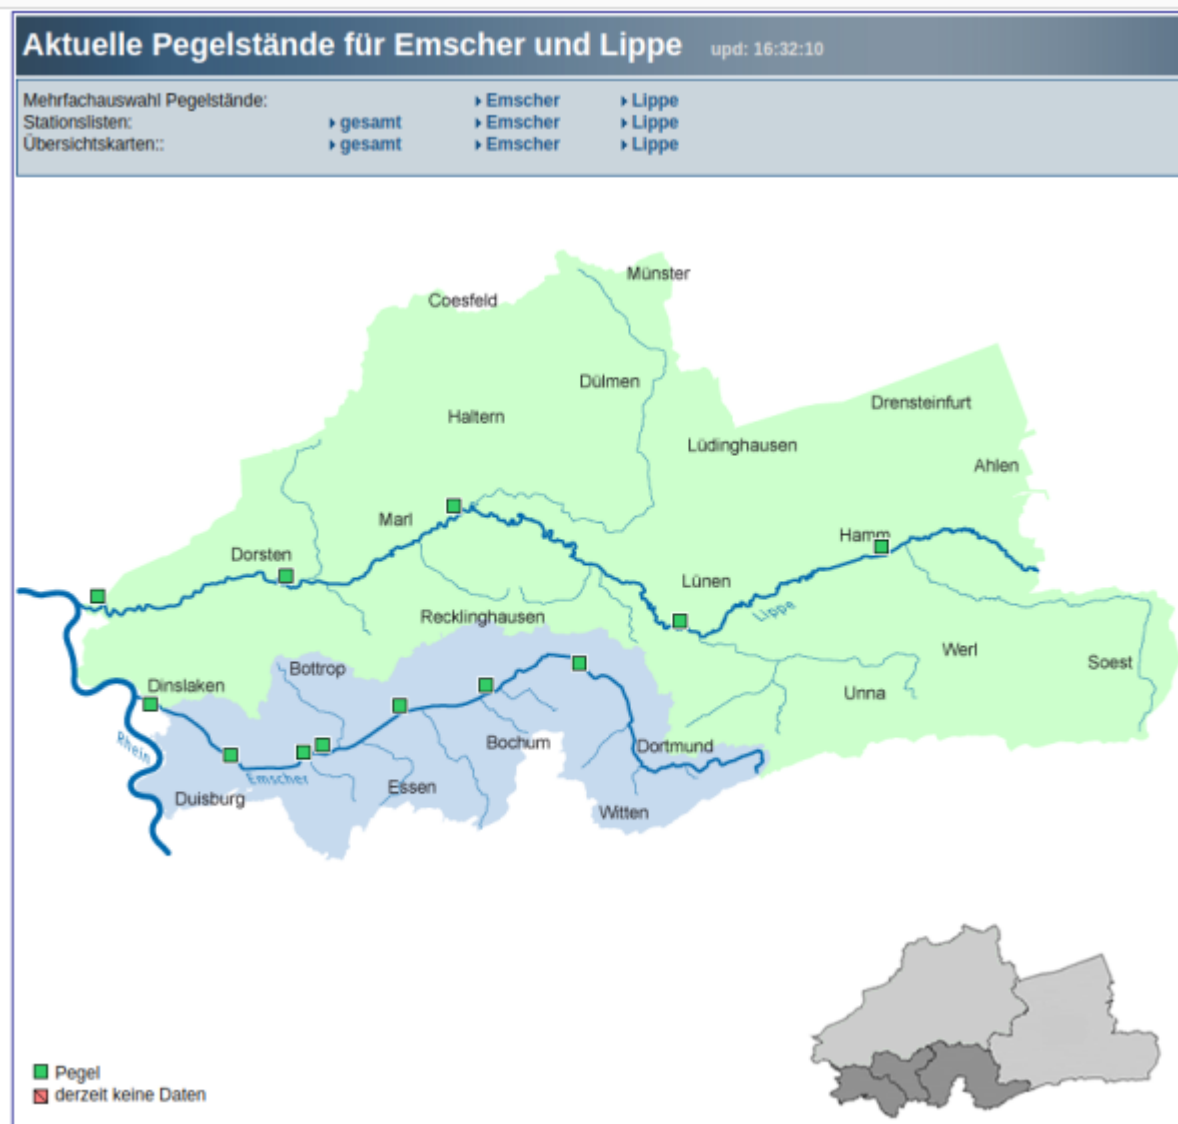 Aktuelle Pegelstände für Emscher und Lippe upd: 16:32:10
Mehrfachauswahl Pegelstände: Emscher Lippe
Stationslisten: gesamt Emscher Lippe
Übersichtskarten:: gesamt Emscher Lippe
Münster
Coesfeld
Dülmen
Drensteinfurt
Haltern
Lüdinghausen
Ahlen
Marl
Hamm
Dorsten
Lünen
Lippe
Recklinghausen
Werl
Soest
Bottrop
Dinslaken
Unna
Rhein
Bochum
Dortmund
Emscher
Essen
Duisburg
Witten
Pegel
derzeit keine Daten